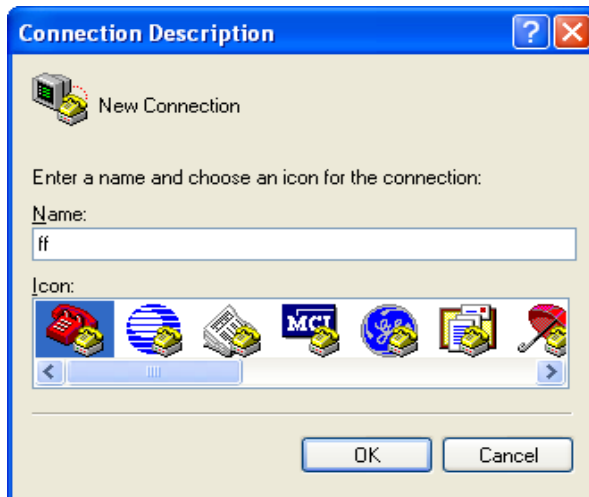 Connection Description
New Connection
Enter a name and choose an icon for the connection:
Name:
ff
Icon:
MCI
OK
Cancel